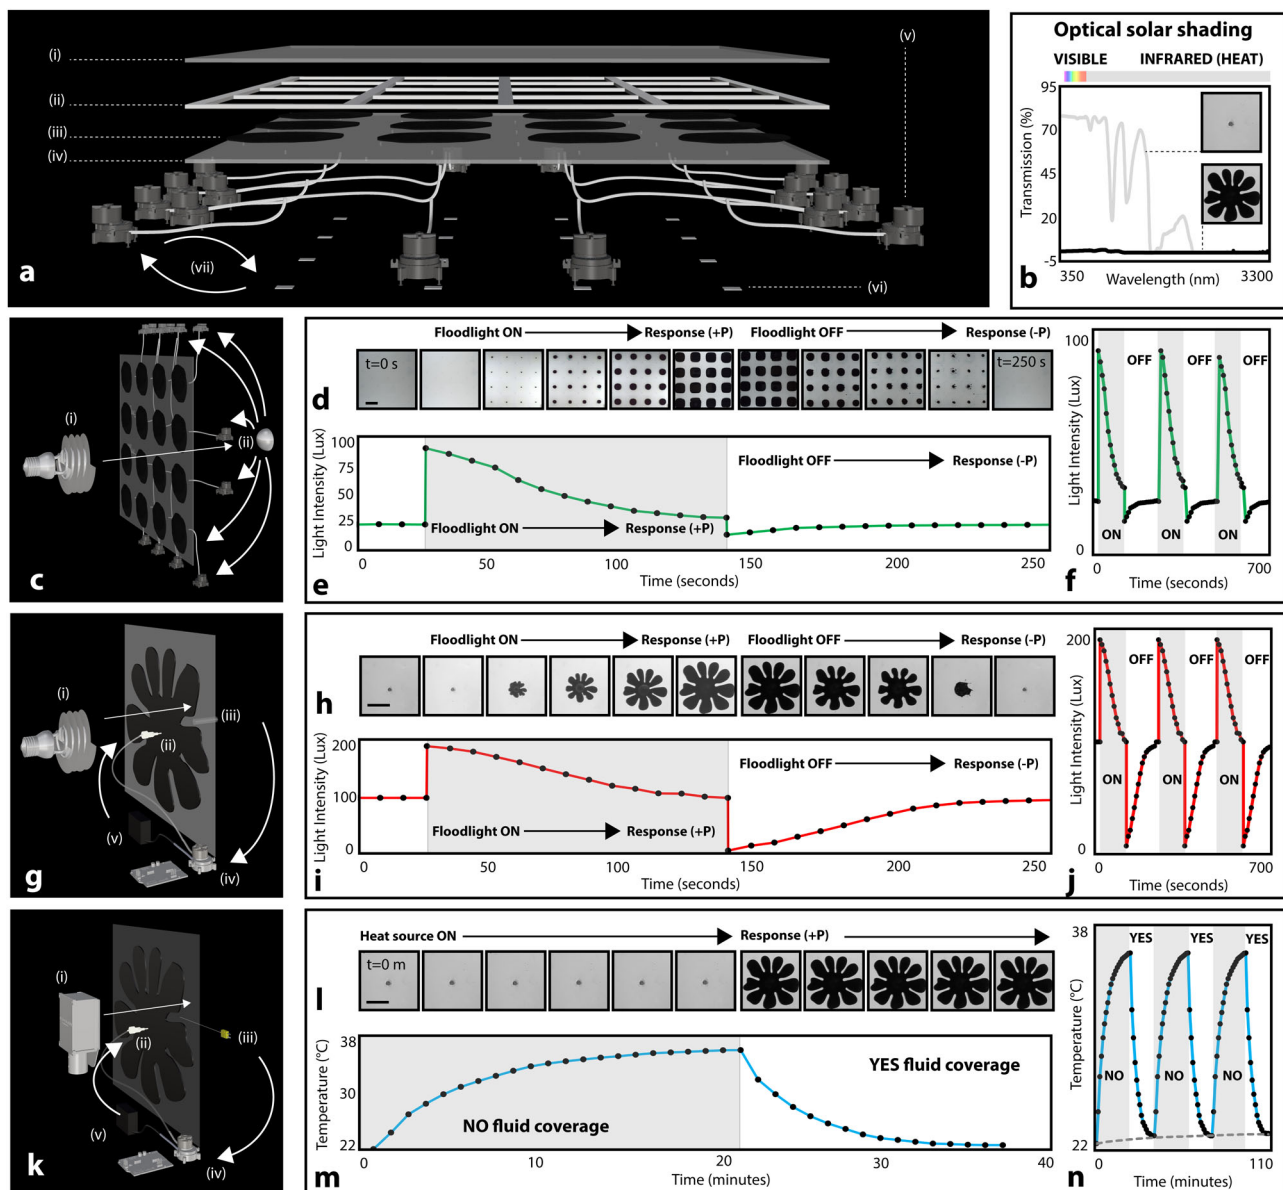 (i)
(ii)
(iii)
(iv)
(v)
(vi)
(vii)
a
Optical solar shading
VISIBLE INFRARED (HEAT)
95
70
45
20
-5
Transmission (%)
350 Wavelength (nm) 3300
b
(i)
(ii)
c
Floodlight ON Response (+P) Floodlight OFF Response (-P)
t=0 s t=250 s
d
100
75
50
25
0
Light Intensity (Lux)
Floodlight OFF Response (-P)
Floodlight ON Response (+P)
50 100 150 200 250
Time (seconds)
e
100
0
Light Intensity (Lux)
OFF OFF OFF
ON ON ON
0 700
Time (seconds)
f
(i)
(ii)
(iii)
(iv)
(v)
g
Floodlight ON Response (+P) Floodlight OFF Response (-P)
h
200
100
0
Light Intensity (Lux)
Floodlight OFF Response (-P)
Floodlight ON Response (+P)
0 50 100 150 200 250
Time (seconds)
i
200
0
Light Intensity (Lux)
OFF OFF OFF
ON ON ON
0 700
Time (seconds)
j
(i)
(ii)
(iii)
(iv)
(v)
k
Heat source ON Response (+P)
t=0 m
l
38
30
22
Temperature (°C)
YES fluid coverage
NO fluid coverage
0 10 20 30 40
Time (minutes)
m
38
22
Temperature (°C)
YES YES YES
NO NO NO
0 110
Time (minutes)
n